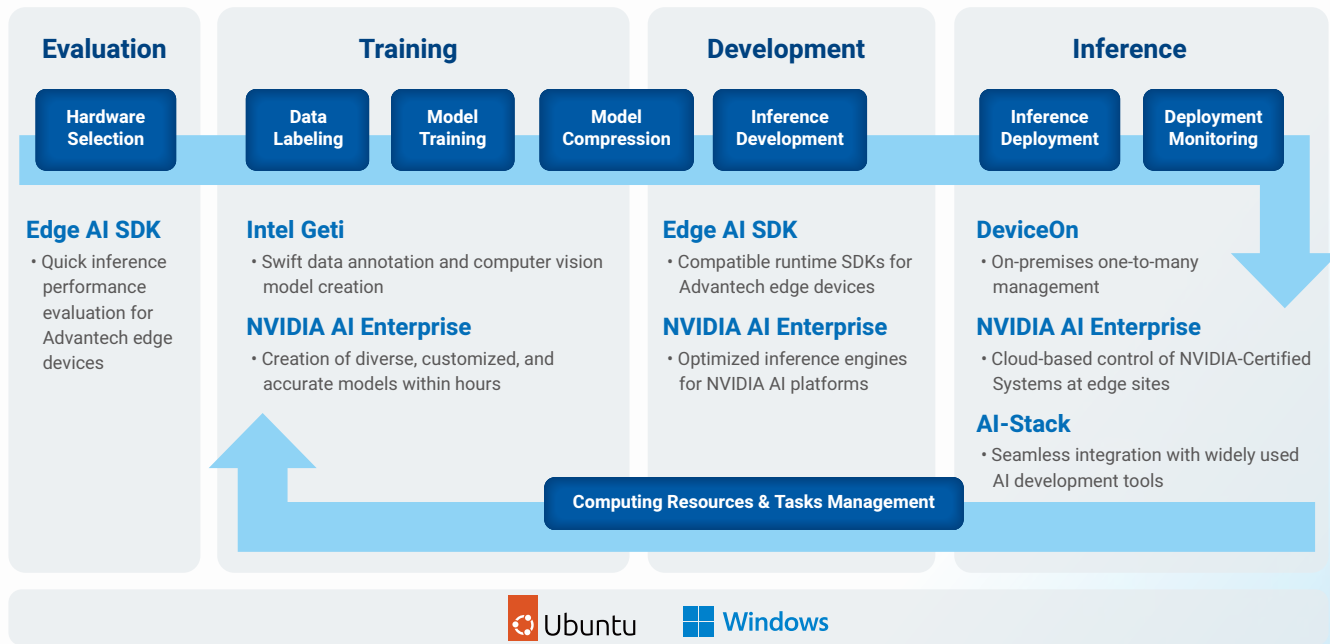 Evaluation
Hardware
Selection
Edge AI SDK
• Quick inference
performance
evaluation for
Advantech edge
devices
Training
Data
Labeling
Model
Training
Model
Compression
Intel Geti
• Swift data annotation and computer vision
model creation
NVIDIA AI Enterprise
• Creation of diverse, customized, and
accurate models within hours
Development
Inference
Development
Edge AI SDK
• Compatible runtime SDKs for
Advantech edge devices
NVIDIA AI Enterprise
• Optimized inference engines
for NVIDIA AI platforms
Inference
Inference
Deployment
Deployment
Monitoring
DeviceOn
• On-premises one-to-many
management
NVIDIA AI Enterprise
• Cloud-based control of NVIDIA-Certified
Systems at edge sites
AI-Stack
• Seamless integration with widely used
AI development tools
Computing Resources & Tasks Management
Ubuntu
Windows